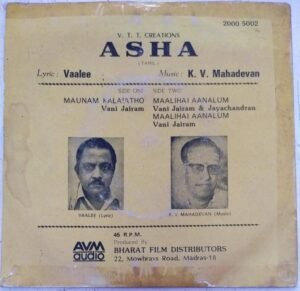 2000 5002
V. T. T. CREATIONS
ASHA
(TAMIL)
Lyric : Vaalee
Music : K. V. Mahadevan
SIDE ONE
MAUNAM KALAIATHO
Vani Jairam
SIDE TWO
MAALIHAI AANALUM
Vani Jairam & Jayachandran
MAALIHAI AANALUM
Vani Jairam
VAALEE (Lyric)
K. V. MAHADEVAN (Music)
AVM
audio
45 R.P.M.
Produced By
BHARAT FILM DISTRIBUTORS
22, Mowbrays Road, Madras-18